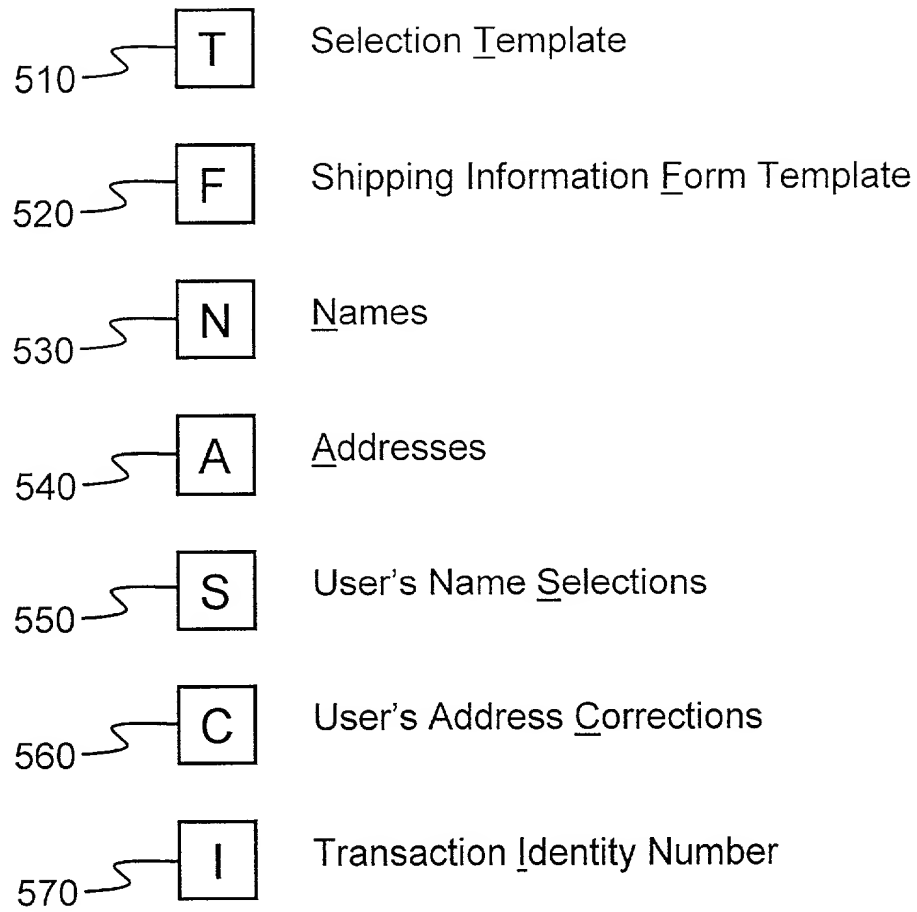 T Selection Template
510
F Shipping Information Form Template
520
N Names
530
A Addresses
540
S User's Name Selections
550
C User's Address Corrections
560
I Transaction Identity Number
570